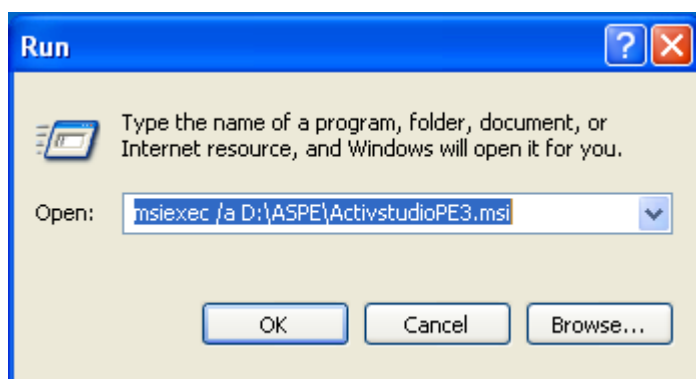 Run
Type the name of a program, folder, document, or
Internet resource, and Windows will open it for you.
Open: msiexec /a D:\ASPE\ActivstudioPE3.msi
OK Cancel Browse...